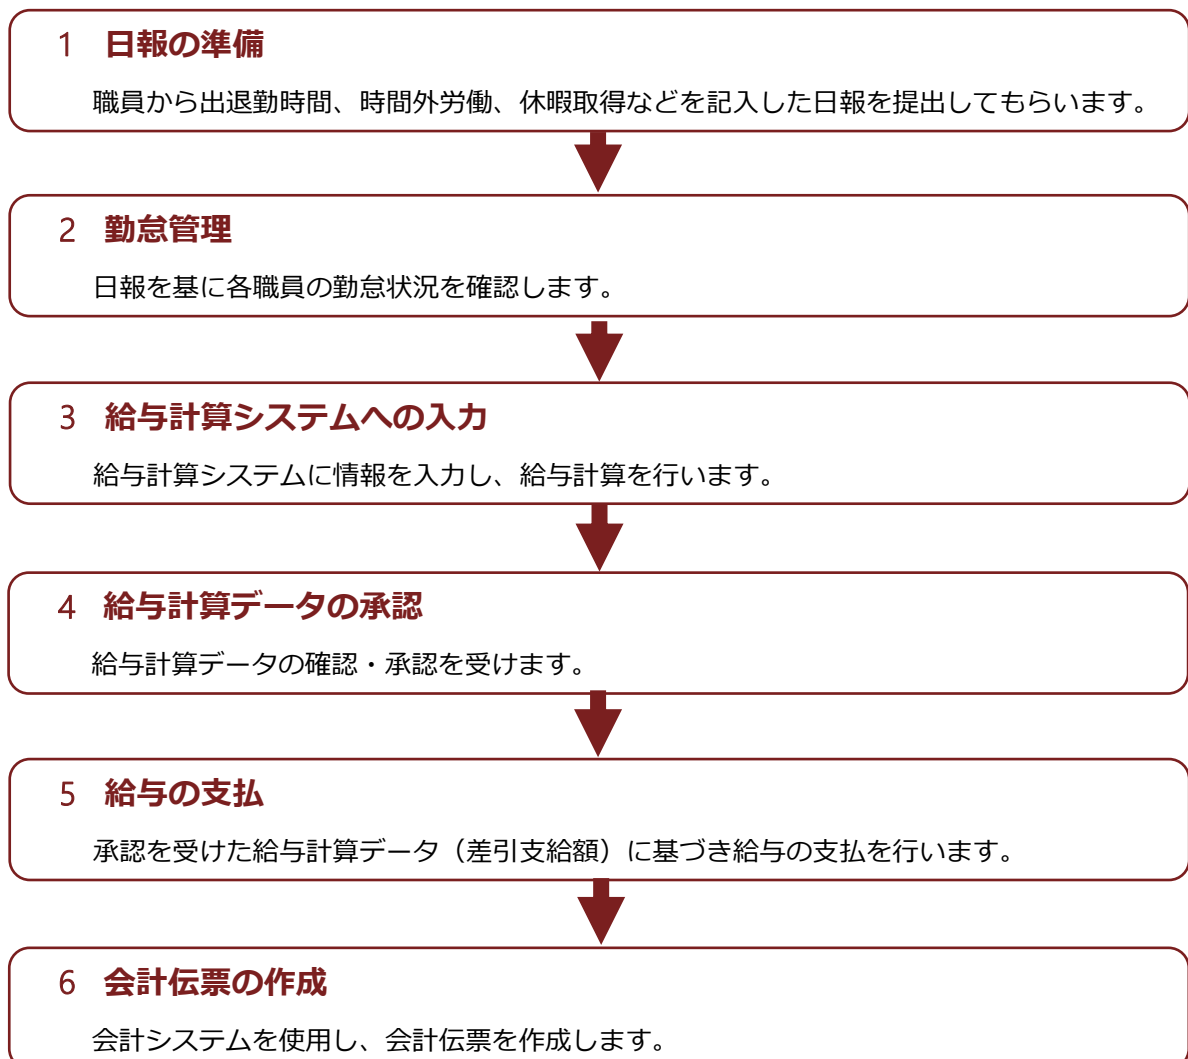 1 日報の準備
職員から出退勤時間、時間外労働、休暇取得などを記入した日報を提出してもらいます。
2 勤怠管理
日報を基に各職員の勤怠状況を確認します。
3 給与計算システムへの入力
給与計算システムに情報を入力し、給与計算を行います。
4 給与計算データの承認
給与計算データの確認・承認を受けます。
5 給与の支払
承認を受けた給与計算データ（差引支給額）に基づき給与の支払を行います。
6 会計伝票の作成
会計システムを使用し、会計伝票を作成します。